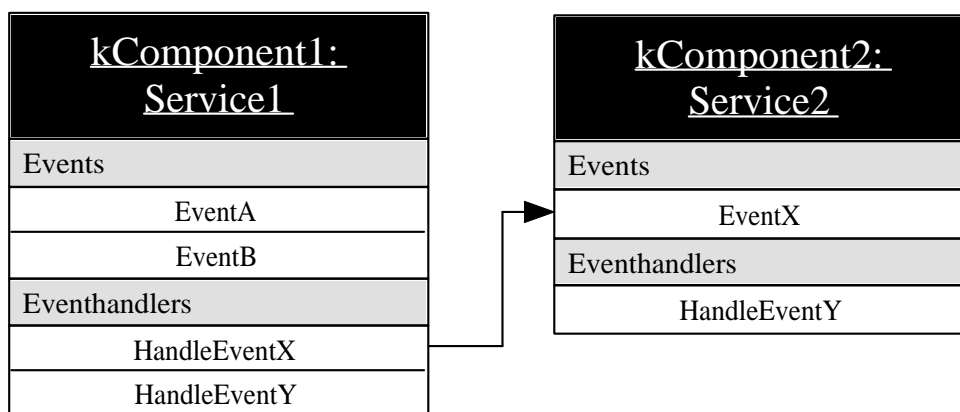 kComponent1:
Service1
Events
EventA
EventB
Eventhandlers
HandleEventX
HandleEventY
kComponent2:
Service2
Events
EventX
Eventhandlers
HandleEventY